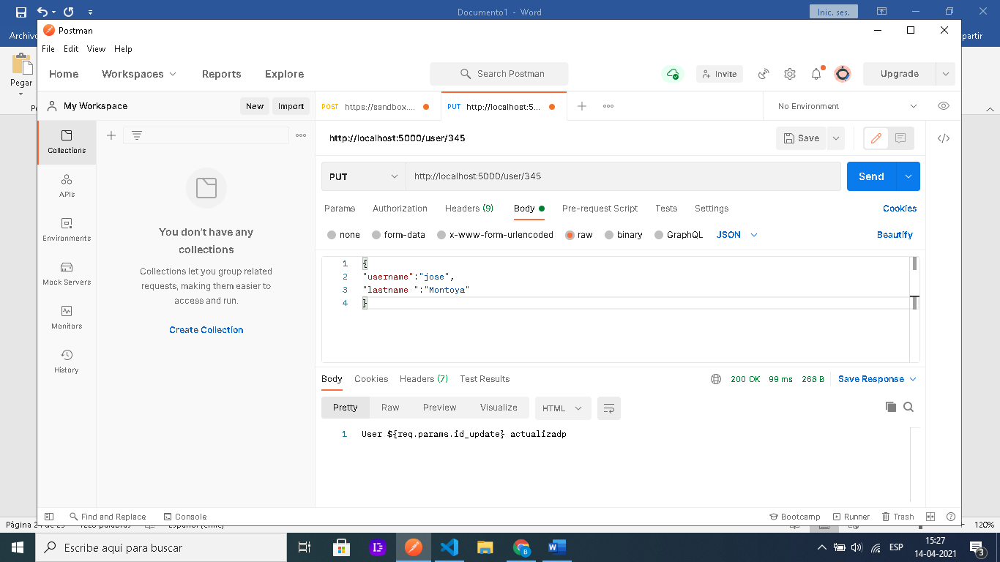 Documento1 - Word
Inic. ses.
Archivo
partir
Pegar
Postman
File Edit View Help
Home Workspaces Reports Explore
Search Postman
Invite
Upgrade
My Workspace
New Import
POST https://sandbox....
PUT http://localhost:5...
No Environment
Collections
APIs
Environments
Mock Servers
Monitors
History
You don't have any
collections
Collections let you group related
requests, making them easier to
access and run.
Create Collection
http://localhost:5000/user/345
Save
PUT
http://localhost:5000/user/345
Send
Params Authorization Headers (9) Body Pre-request Script Tests Settings
Cookies
none form-data x-www-form-urlencoded raw binary GraphQL JSON
Beautify
1 {
2 "username":"jose",
3 "lastname ":"Montoya"
4 }
Body Cookies Headers (7) Test Results
200 OK 99 ms 268 B Save Response
Pretty Raw Preview Visualize HTML
1 User ${req.params.id_update} actualizadp
Find and Replace Console
Bootcamp Runner Trash
120%
Escribe aquí para buscar
ESP
15:27
14-04-2021
3